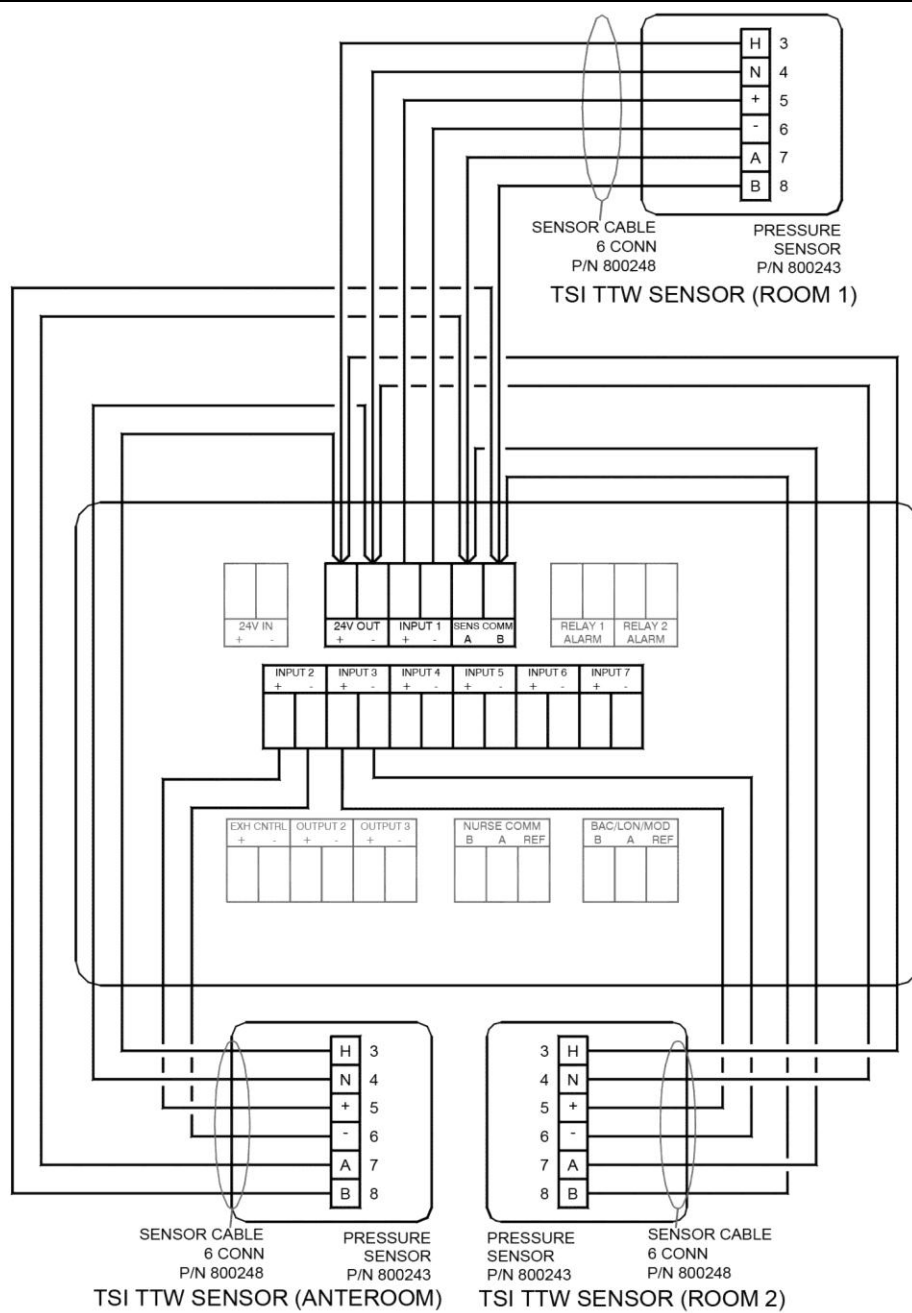 H 3
N 4
+ 5
- 6
A 7
B 8
SENSOR CABLE
6 CONN
P/N 800248
PRESSURE
SENSOR
P/N 800243
TSI TTW SENSOR (ROOM 1)
24V IN
+ -
24V OUT INPUT 1 SENS COMM
+ - + - A B
RELAY 1 RELAY 2
ALARM ALARM
INPUT 2 INPUT 3 INPUT 4 INPUT 5 INPUT 6 INPUT 7
+ - + - + - + - + - + -
EXH CNTRL OUTPUT 2 OUTPUT 3
+ - + - + -
NURSE COMM
B A REF
BAC/LON/MOD
B A REF
H 3
N 4
+ 5
- 6
A 7
B 8
SENSOR CABLE
6 CONN
P/N 800248
PRESSURE
SENSOR
P/N 800243
TSI TTW SENSOR (ANTEROOM)
3 H
4 N
5 +
6 -
7 A
8 B
PRESSURE
SENSOR
P/N 800243
SENSOR CABLE
6 CONN
P/N 800248
TSI TTW SENSOR (ROOM 2)